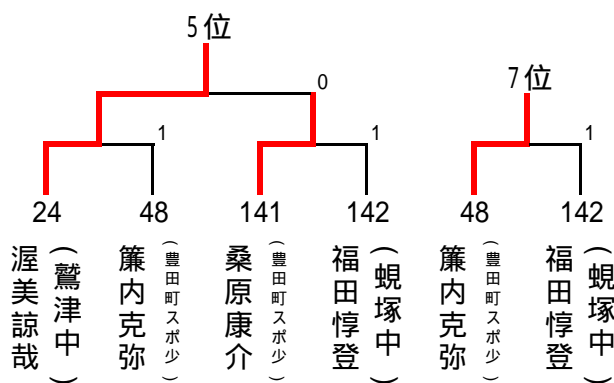 5位
0
7位
1
1
1
24
48
141
142
48
142
渥美諒哉
(鷲津中)
簾内克弥
(豊田町スポ少)
桑原康介
(豊田町スポ少)
福田惇登
(蜆塚中)
簾内克弥
(豊田町スポ少)
福田惇登
(蜆塚中)